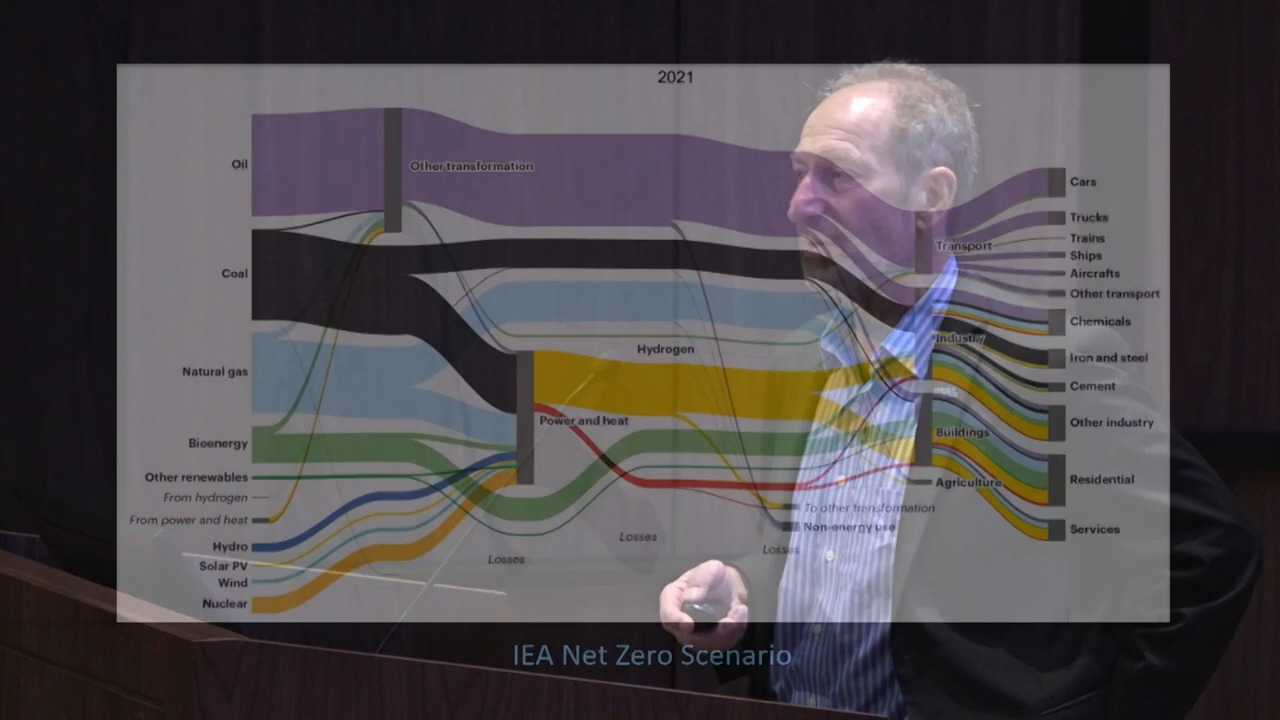 2021
Oil
Other transformation
Cars
Trucks
Trains
Transport
Ships
Coal
Aircrafts
Other transport
Chemicals
Industry
Hydrogen
Iron and steel
Natural gas
Cement
Power and heat
Other industry
Buildings
Bioenergy
Other renewables
Residential
Agriculture
From hydrogen
To other transformation
From power and heat
Non-energy use
Services
Losses
Hydro
Losses
Losses
Solar PV
Wind
Nuclear
IEA Net Zero Scenario